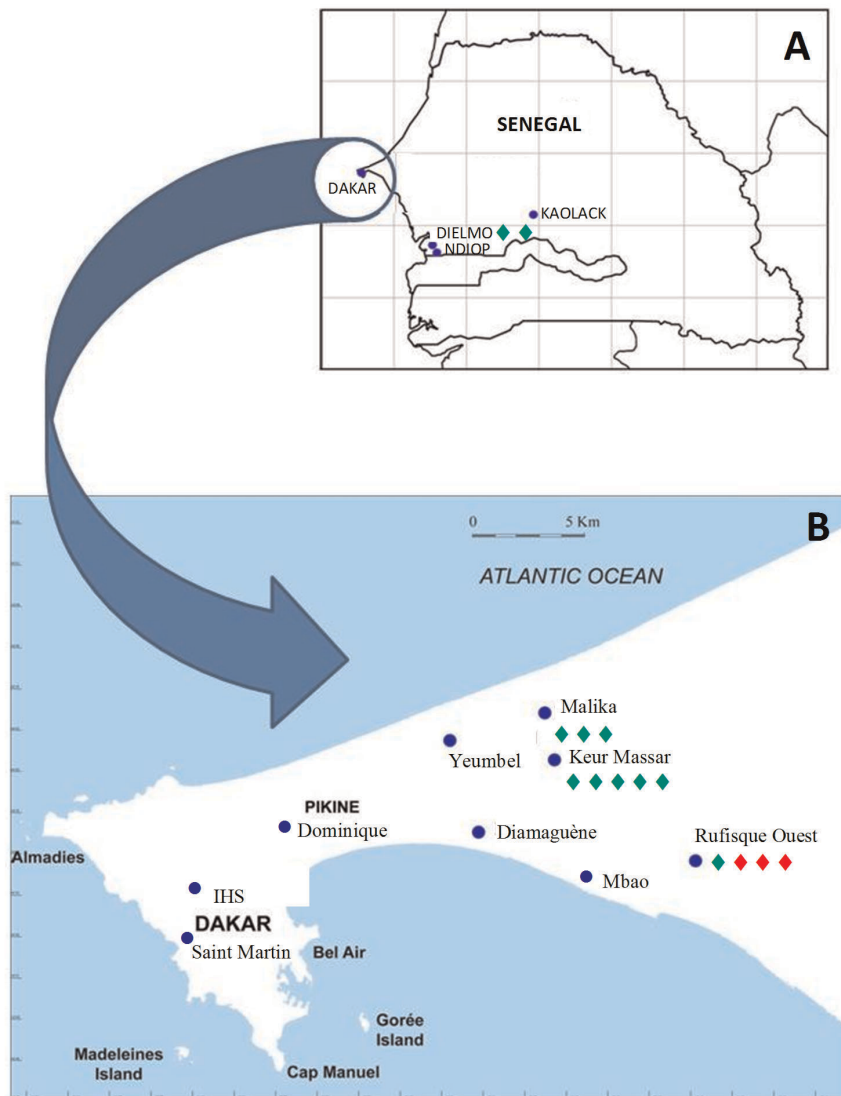 A
SENEGAL
DAKAR
KAOLACK
DIELMO
NDIOP
B
0 5 Km
ATLANTIC OCEAN
Malika
Yeumbel
Keur Massar
PIKINE
Dominique
Diamaguène
Rufisque Ouest
Almadies
Mbao
IHS
DAKAR
Saint Martin
Bel Air
Gorée
Island
Madeleines
Island
Cap Manuel